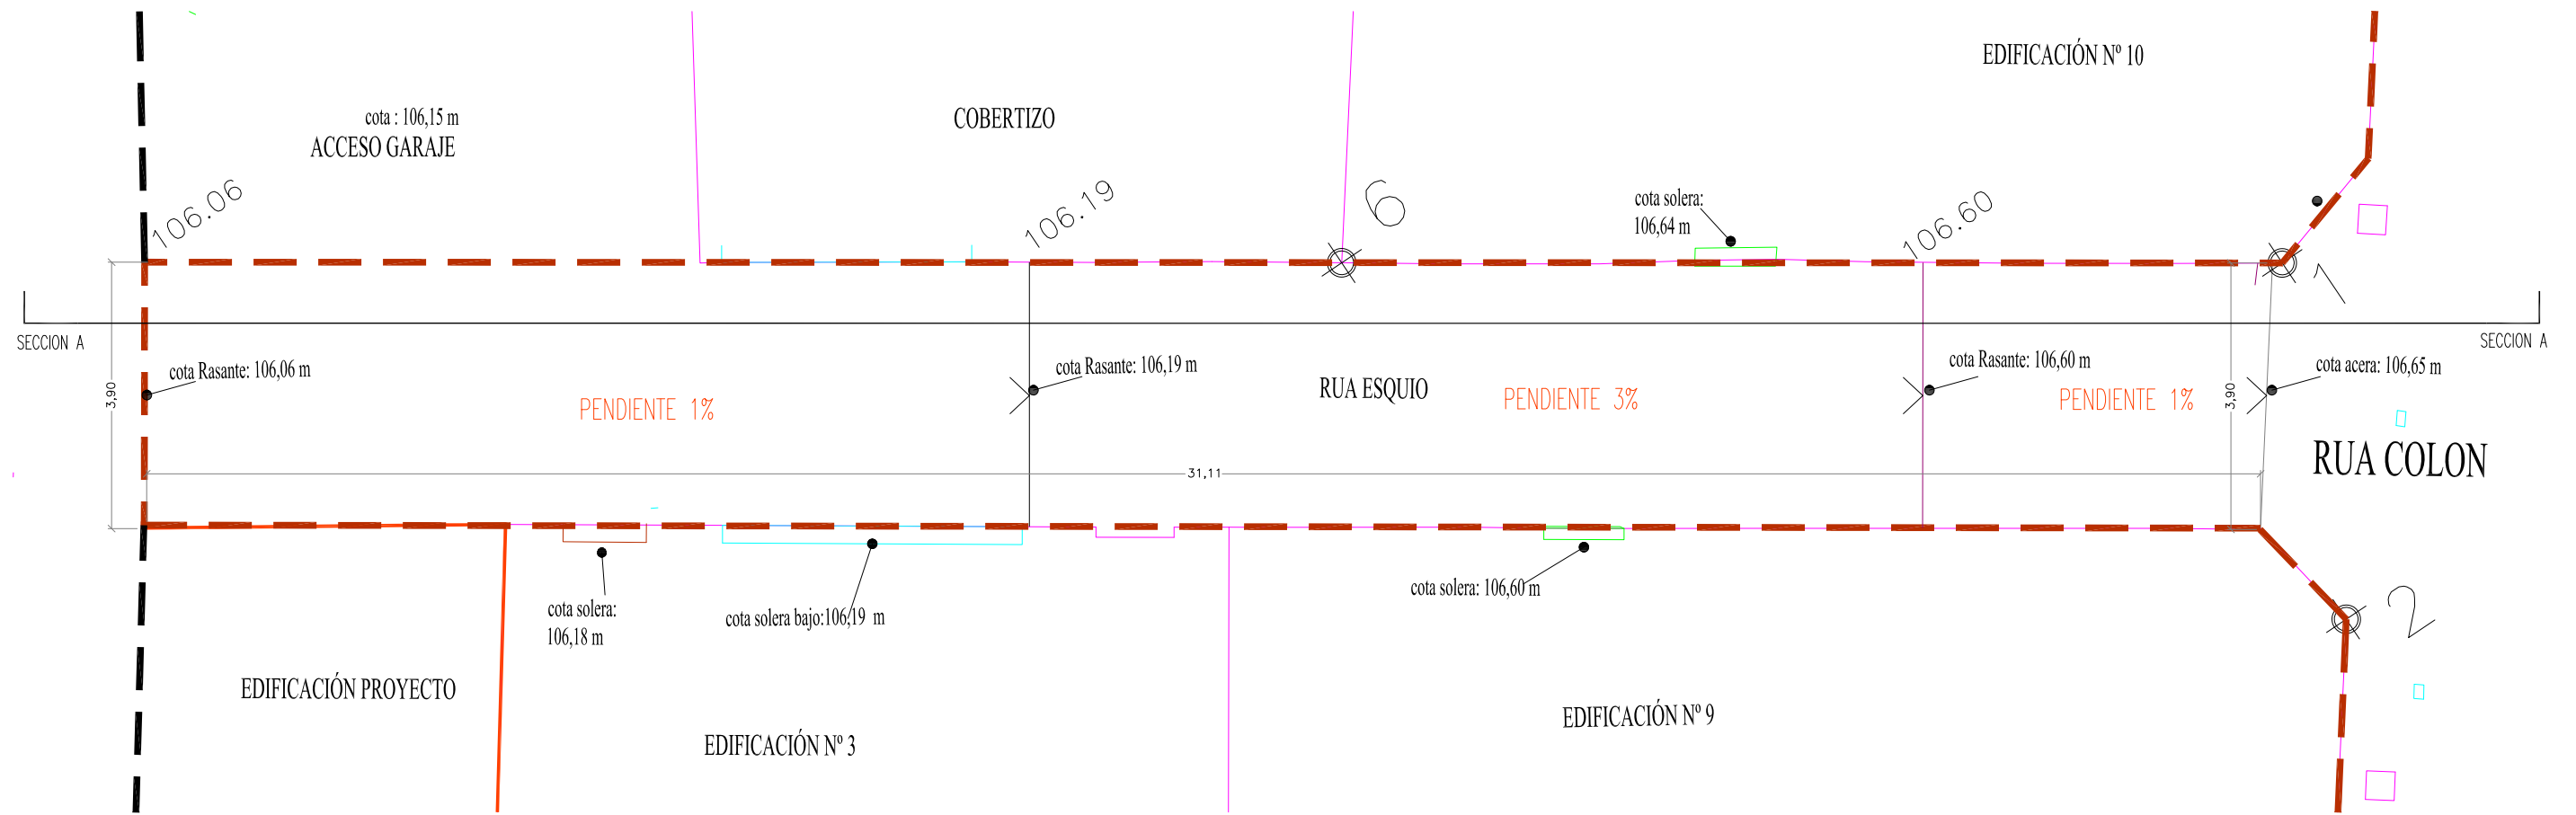 EDIFICACIÓN Nº 10
cota : 106,15 m
ACCESO GARAJE
COBERTIZO
106.06
106.19
6
cota solera:
106,64 m
106.60
1
SECCION A
SECCION A
3,90
cota Rasante: 106,06 m
cota Rasante: 106,19 m
RUA ESQUIO
cota Rasante: 106,60 m
cota acera: 106,65 m
PENDIENTE 1%
PENDIENTE 3%
PENDIENTE 1%
3,90
RUA COLON
31,11
cota solera:
106,18 m
cota solera bajo:106,19 m
cota solera: 106,60 m
2
EDIFICACIÓN PROYECTO
EDIFICACIÓN Nº 3
EDIFICACIÓN Nº 9